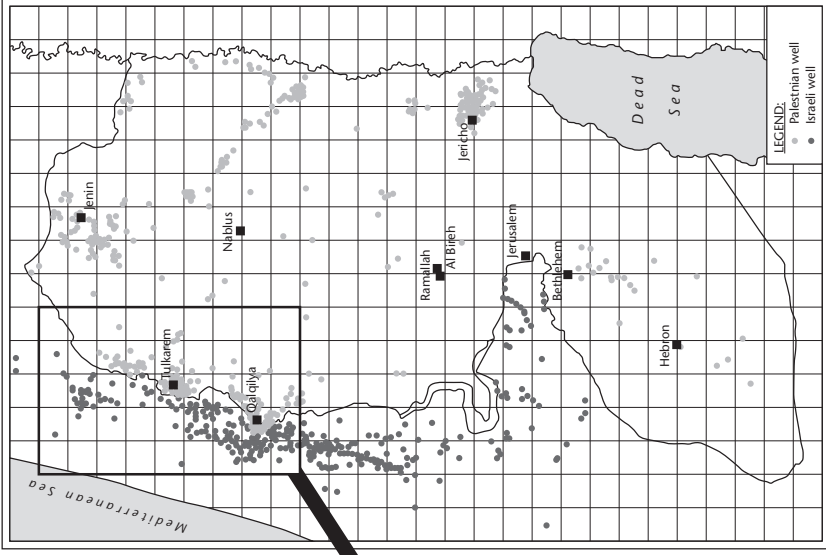 Dead
Sea
LEGEND:
Palestnian well
Israeli well
Jericho
Jenin
Nablus
Ramallah
Al Bireh
Jerusalem
Bethlehem
Hebron
Tulkarem
Qalqilya
Mediterranean Sea